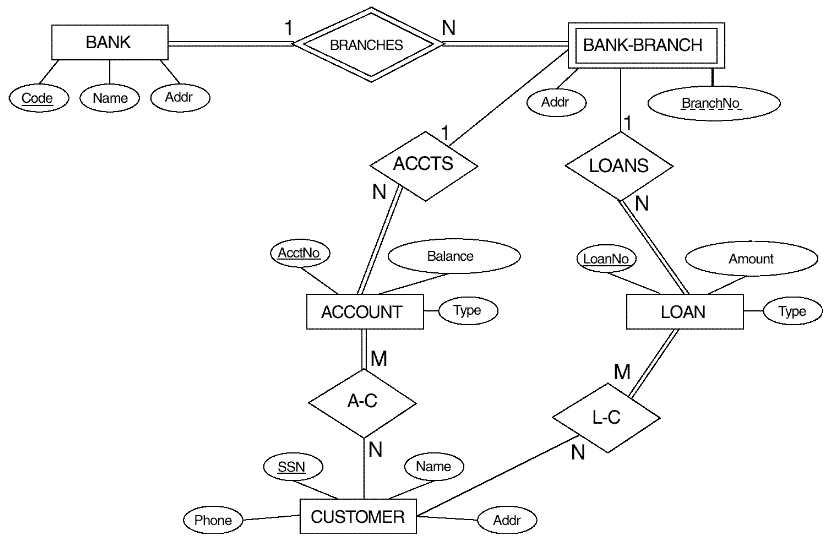 BANK
1
BRANCHES
N
BANK-BRANCH
Code
Name
Addr
Addr
BranchNo
1
ACCTS
N
1
LOANS
N
AcctNo
Balance
LoanNo
Amount
ACCOUNT
Type
LOAN
Type
M
A-C
N
M
L-C
N
SSN
Name
Phone
CUSTOMER
Addr